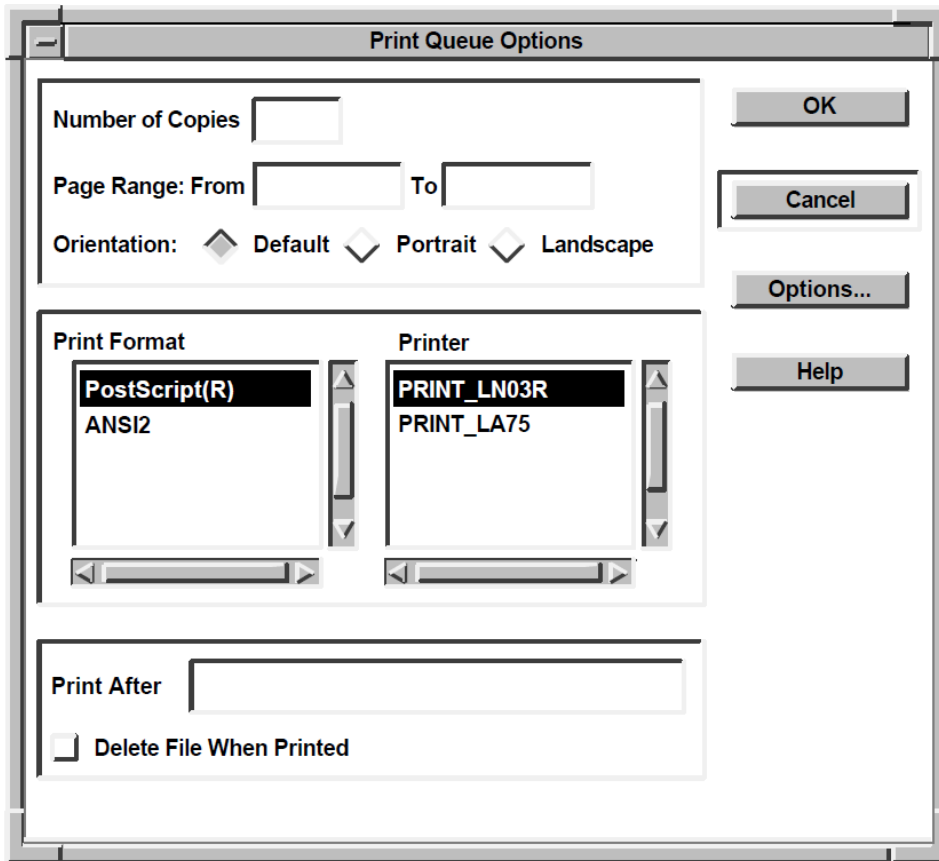 Print Queue Options
Number of Copies
OK
Page Range: From To
Cancel
Orientation: Default Portrait Landscape
Options...
Print Format Printer
Help
PostScript(R) PRINT_LN03R
ANSI2 PRINT_LA75
Print After
Delete File When Printed